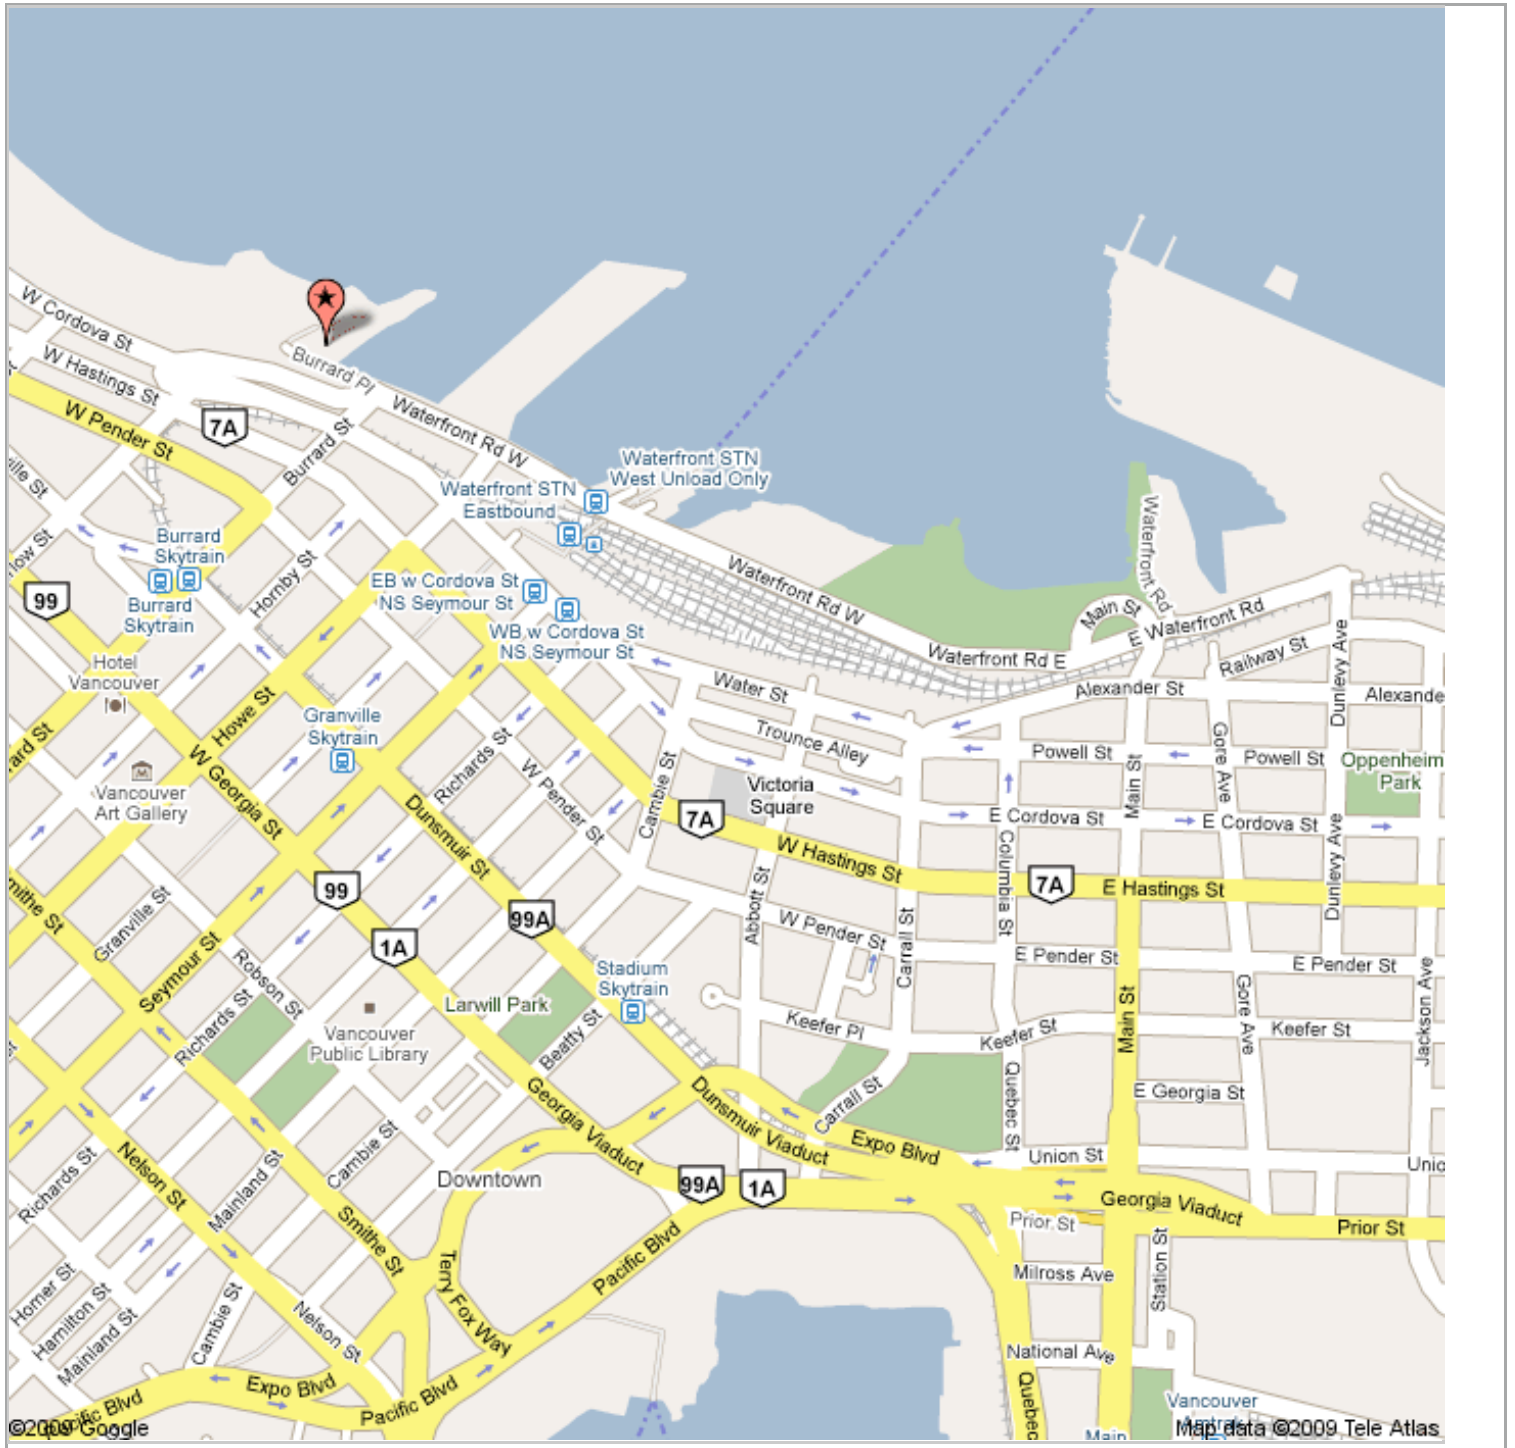 W Cordova St
W Hastings St
Burrard Pl
W Pender St
7A
Waterfront Rd W
Burrard St
Waterfront STN
West Unload Only
Waterfront STN
Eastbound
ville St
Waterfront Rd
Burrard
Skytrain
Hornby St
99
Burrard
Skytrain
EB w Cordova St
NS Seymour St
WB w Cordova St
NS Seymour St
Waterfront Rd W
Main St
E Waterfront Rd
Waterfront Rd E
Railway St
Dunlevy Ave
Hotel
Vancouver
Howe St
Water St
Alexander St
Alexande
Granville
Skytrain
Trounce Alley
Powell St
Powell St
Gore Ave
Oppenheim
Park
W Georgia St
Richards St
W Pender St
Cambie St
Victoria
Square
Main St
Vancouver
Art Gallery
Dunsmuir St
7A
E Cordova St
E Cordova St
W Hastings St
Columbia St
Dunlevy Ave
99
7A
E Hastings St
Granville St
99A
Abbott St
W Pender St
Carrall St
1A
E Pender St
E Pender St
Seymour St
Robson St
Stadium
Skytrain
Richards St
Larwill Park
Beatty St
Vancouver
Public Library
Keefer Pl
Keefer St
Keefer St
Main St
Gore Ave
Jackson Ave
Georgia Viaduct
Dunsmuir Viaduct
Carrall St
Quebec St
E Georgia St
Expo Blvd
Union St
Nelson St
Cambie St
Downtown
99A
1A
Richards St
Mainland St
Smithe St
Georgia Viaduct
Prior St
Prior St
Pacific Blvd
Terry Fox Way
Milross Ave
Station St
Homer St
Hamilton St
Mainland St
Cambie St
Nelson St
National Ave
Expo Blvd
Pacific Blvd
Quebec
Vancouver
Main
©2009 Google
Map data ©2009 Tele Atlas